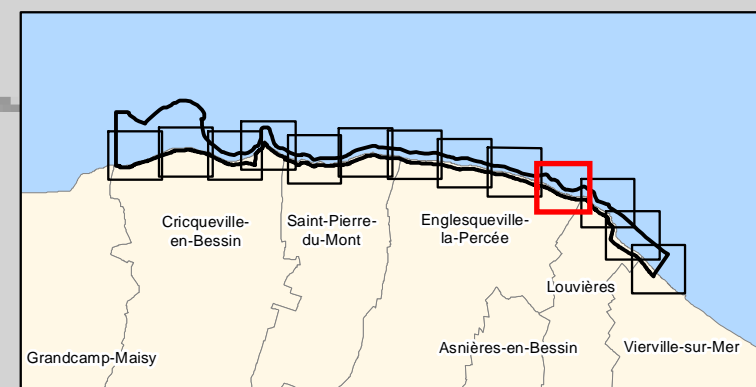 Cricqueville-
en-Bessin
Saint-Pierre-
du-Mont
Englesqueville-
la-Percée
Louvières
Grandcamp-Maisy
Asnières-en-Bessin
Vierville-sur-Mer